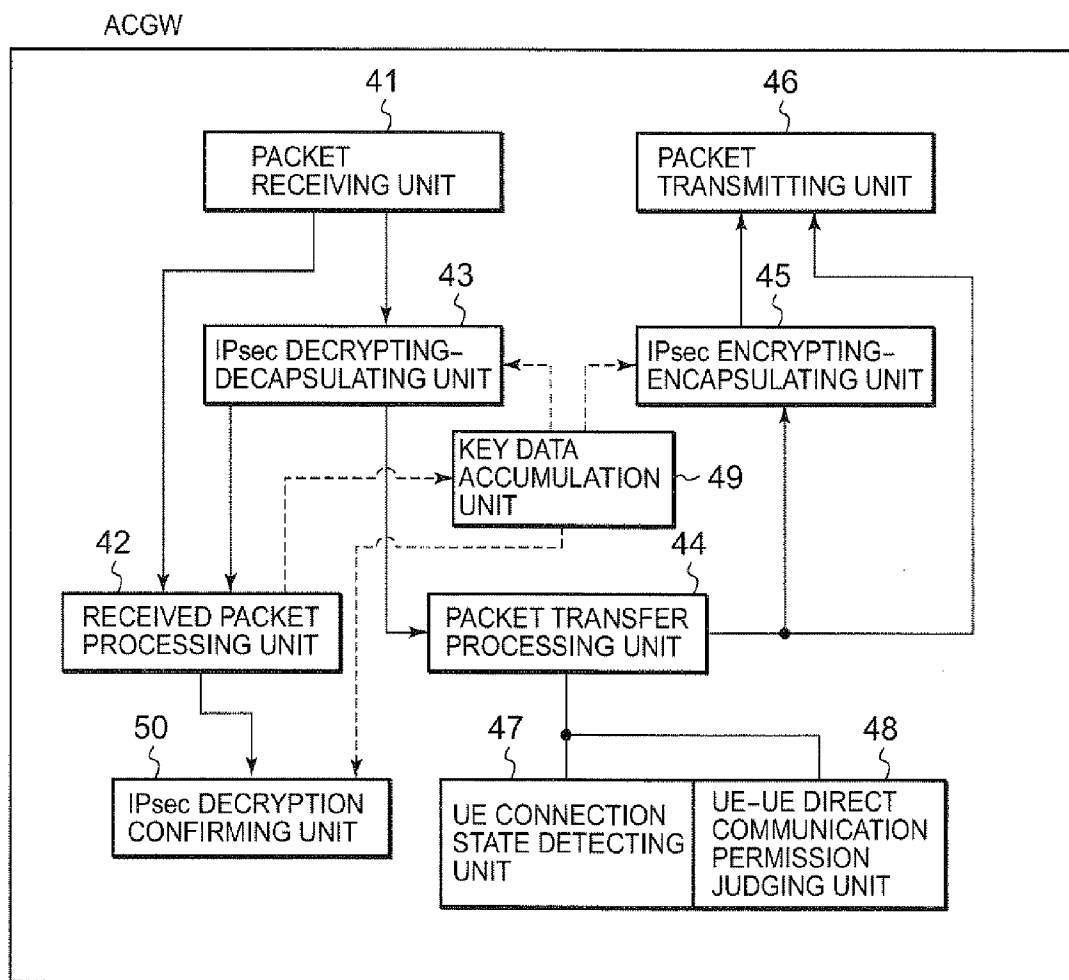 ACGW
41
PACKET
RECEIVING UNIT
46
PACKET
TRANSMITTING UNIT
43
IPsec DECRYPTING-
DECAPSULATING UNIT
45
IPsec ENCRYPTING-
ENCAPSULATING UNIT
KEY DATA
ACCUMULATION
UNIT
49
42
RECEIVED PACKET
PROCESSING UNIT
44
PACKET TRANSFER
PROCESSING UNIT
50
IPsec DECRYPTION
CONFIRMING UNIT
47
UE CONNECTION
STATE DETECTING
UNIT
48
UE-UE DIRECT
COMMUNICATION
PERMISSION
JUDGING UNIT